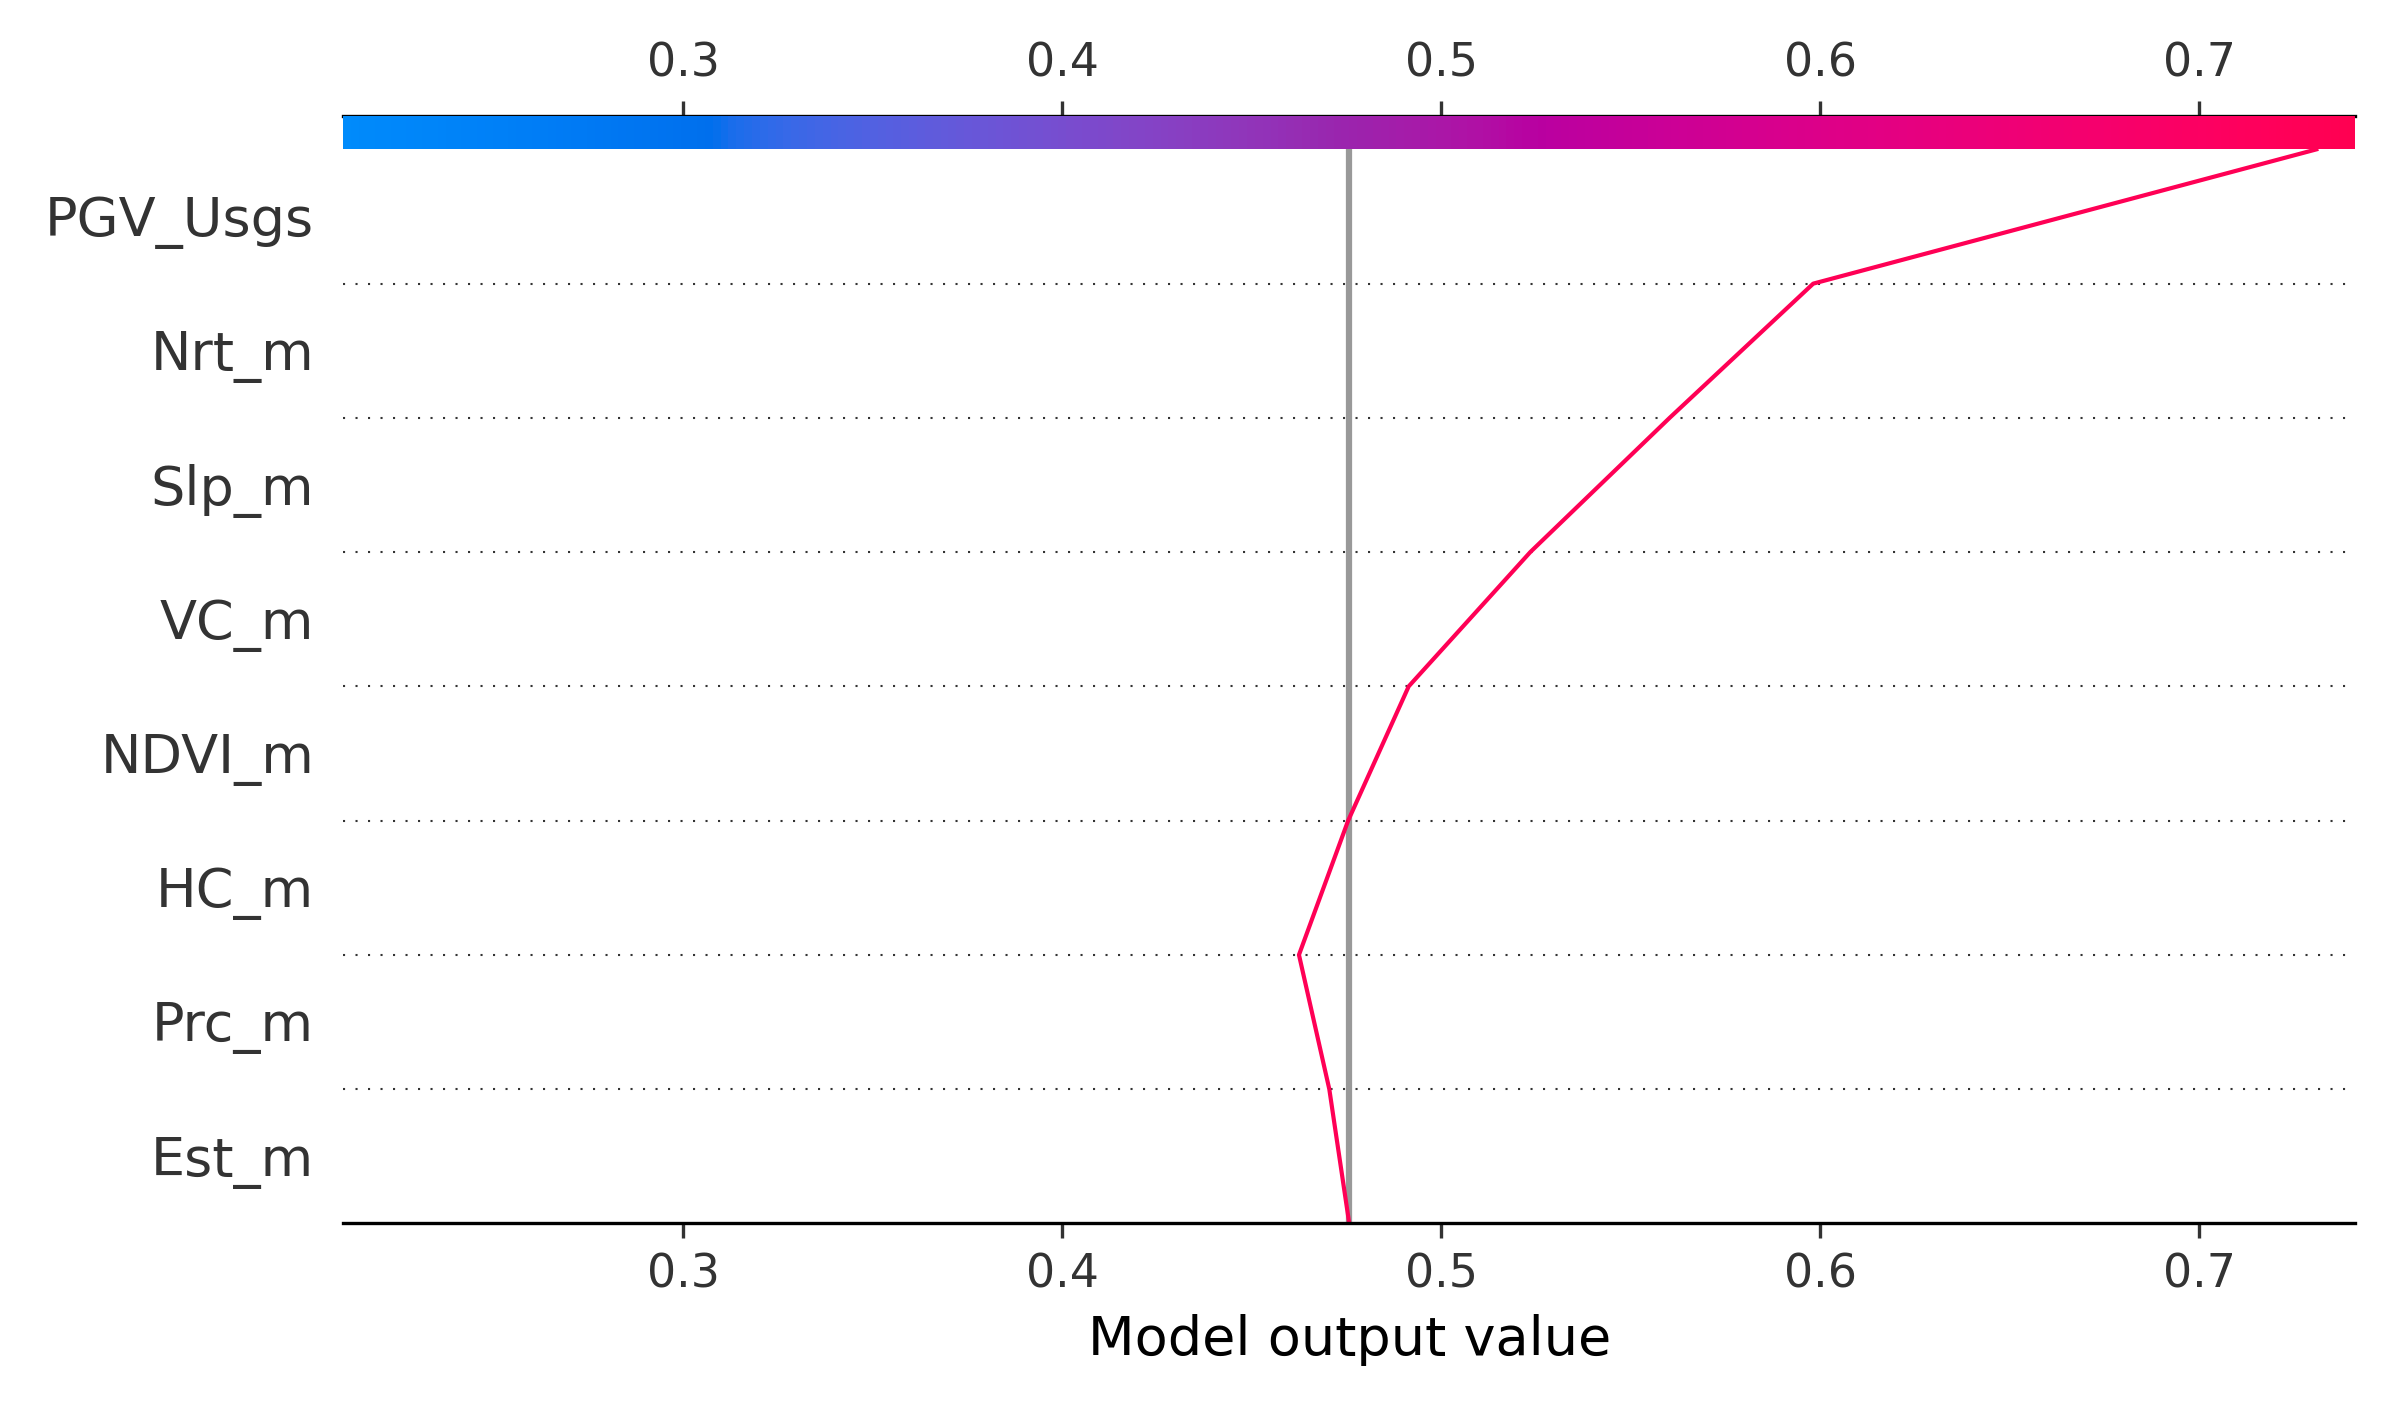 0.3 0.4 0.5 0.6 0.7
PGV_Usgs
Nrt_m
Slp_m
VC_m
NDVI_m
HC_m
Prc_m
Est_m
0.3 0.4 0.5 0.6 0.7
Model output value